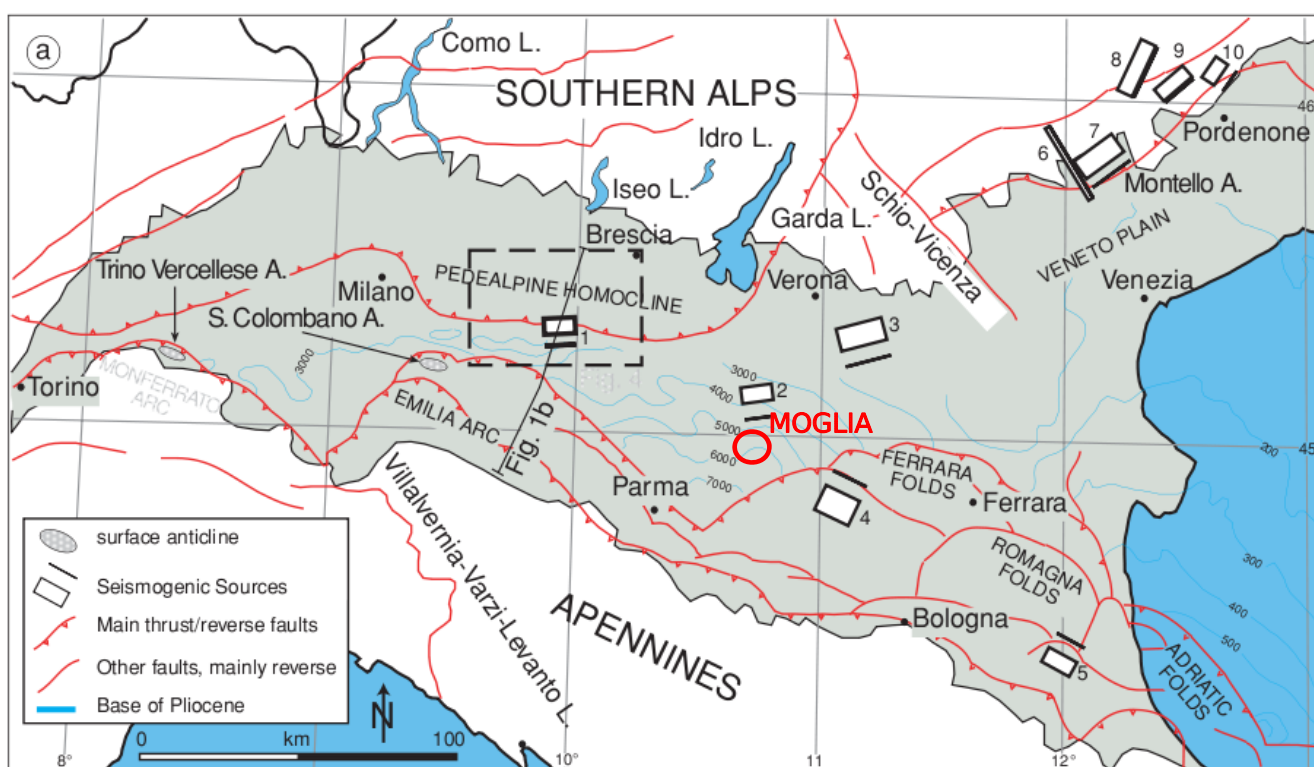 a
Como L.
SOUTHERN ALPS
Idro L.
Iseo L.
Garda L.
Schio-Vicenza
8
9
10
46
Pordenone
7
6
Montello A.
VENETO PLAIN
Venezia
Brescia
Verona
Trino Vercellese A.
Milano
PEDEALPINE HOMOCLINE
S. Colombano A.
1
3
3000
Torino
MONFERRATO
ARC
EMILIA ARC
Fig. 1b
3000
4000
5000
6000
7000
2
MOGLIA
45
200
Parma
4
FERRARA
FOLDS
Ferrara
ROMAGNA
FOLDS
Villalvernia-Varzi-Levanto L.
APENNINES
Bologna
5
ADRIATIC
FOLDS
300
400
500
surface anticline
Seismogenic Sources
Main thrust/reverse faults
Other faults, mainly reverse
Base of Pliocene
N
0 km 100
8°
10°
11
12°